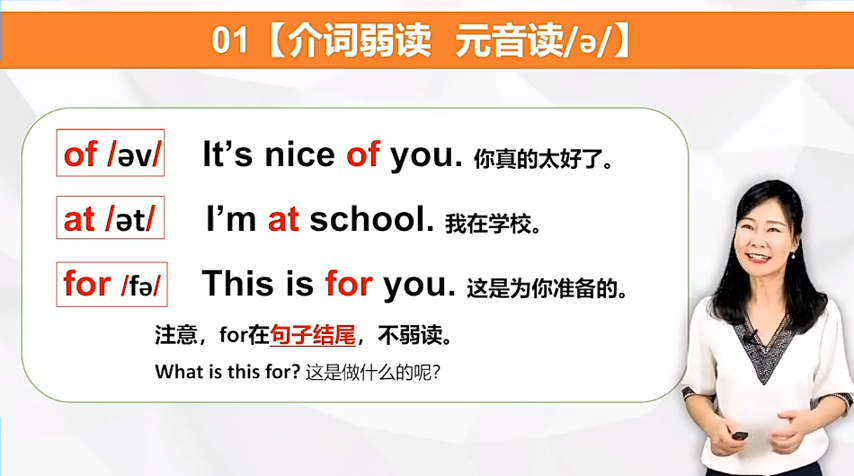 01【介词弱读 元音读/ə/】
of /əv/ It's nice of you. 你真的太好了。
at /ət/ I'm at school. 我在学校。
for /fə/ This is for you. 这是为你准备的。
注意，for在句子结尾，不弱读。
What is this for? 这是做什么的呢？